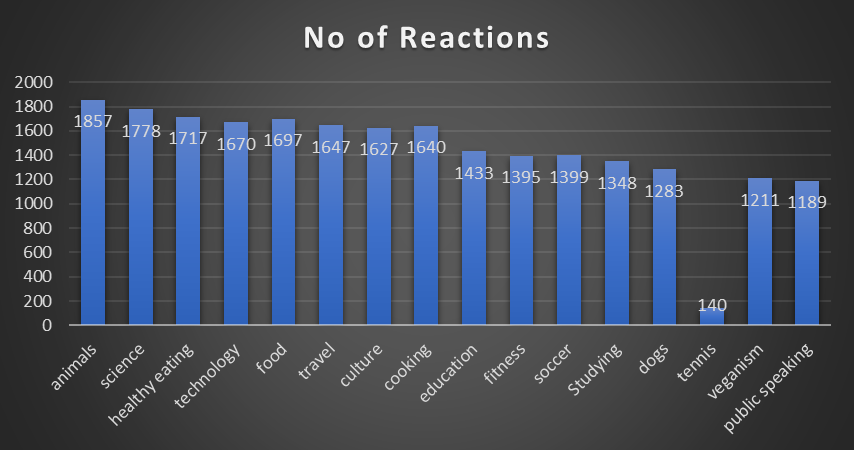 No of Reactions
2000
1800
1600
1400
1200
1000
800
600
400
200
0
1857
1778
1717
1670
1697
1647
1627
1640
1433
1395
1399
1348
1283
140
1211
1189
animals
science
healthy eating
technology
food
travel
culture
cooking
education
fitness
soccer
Studying
dogs
tennis
veganism
public speaking